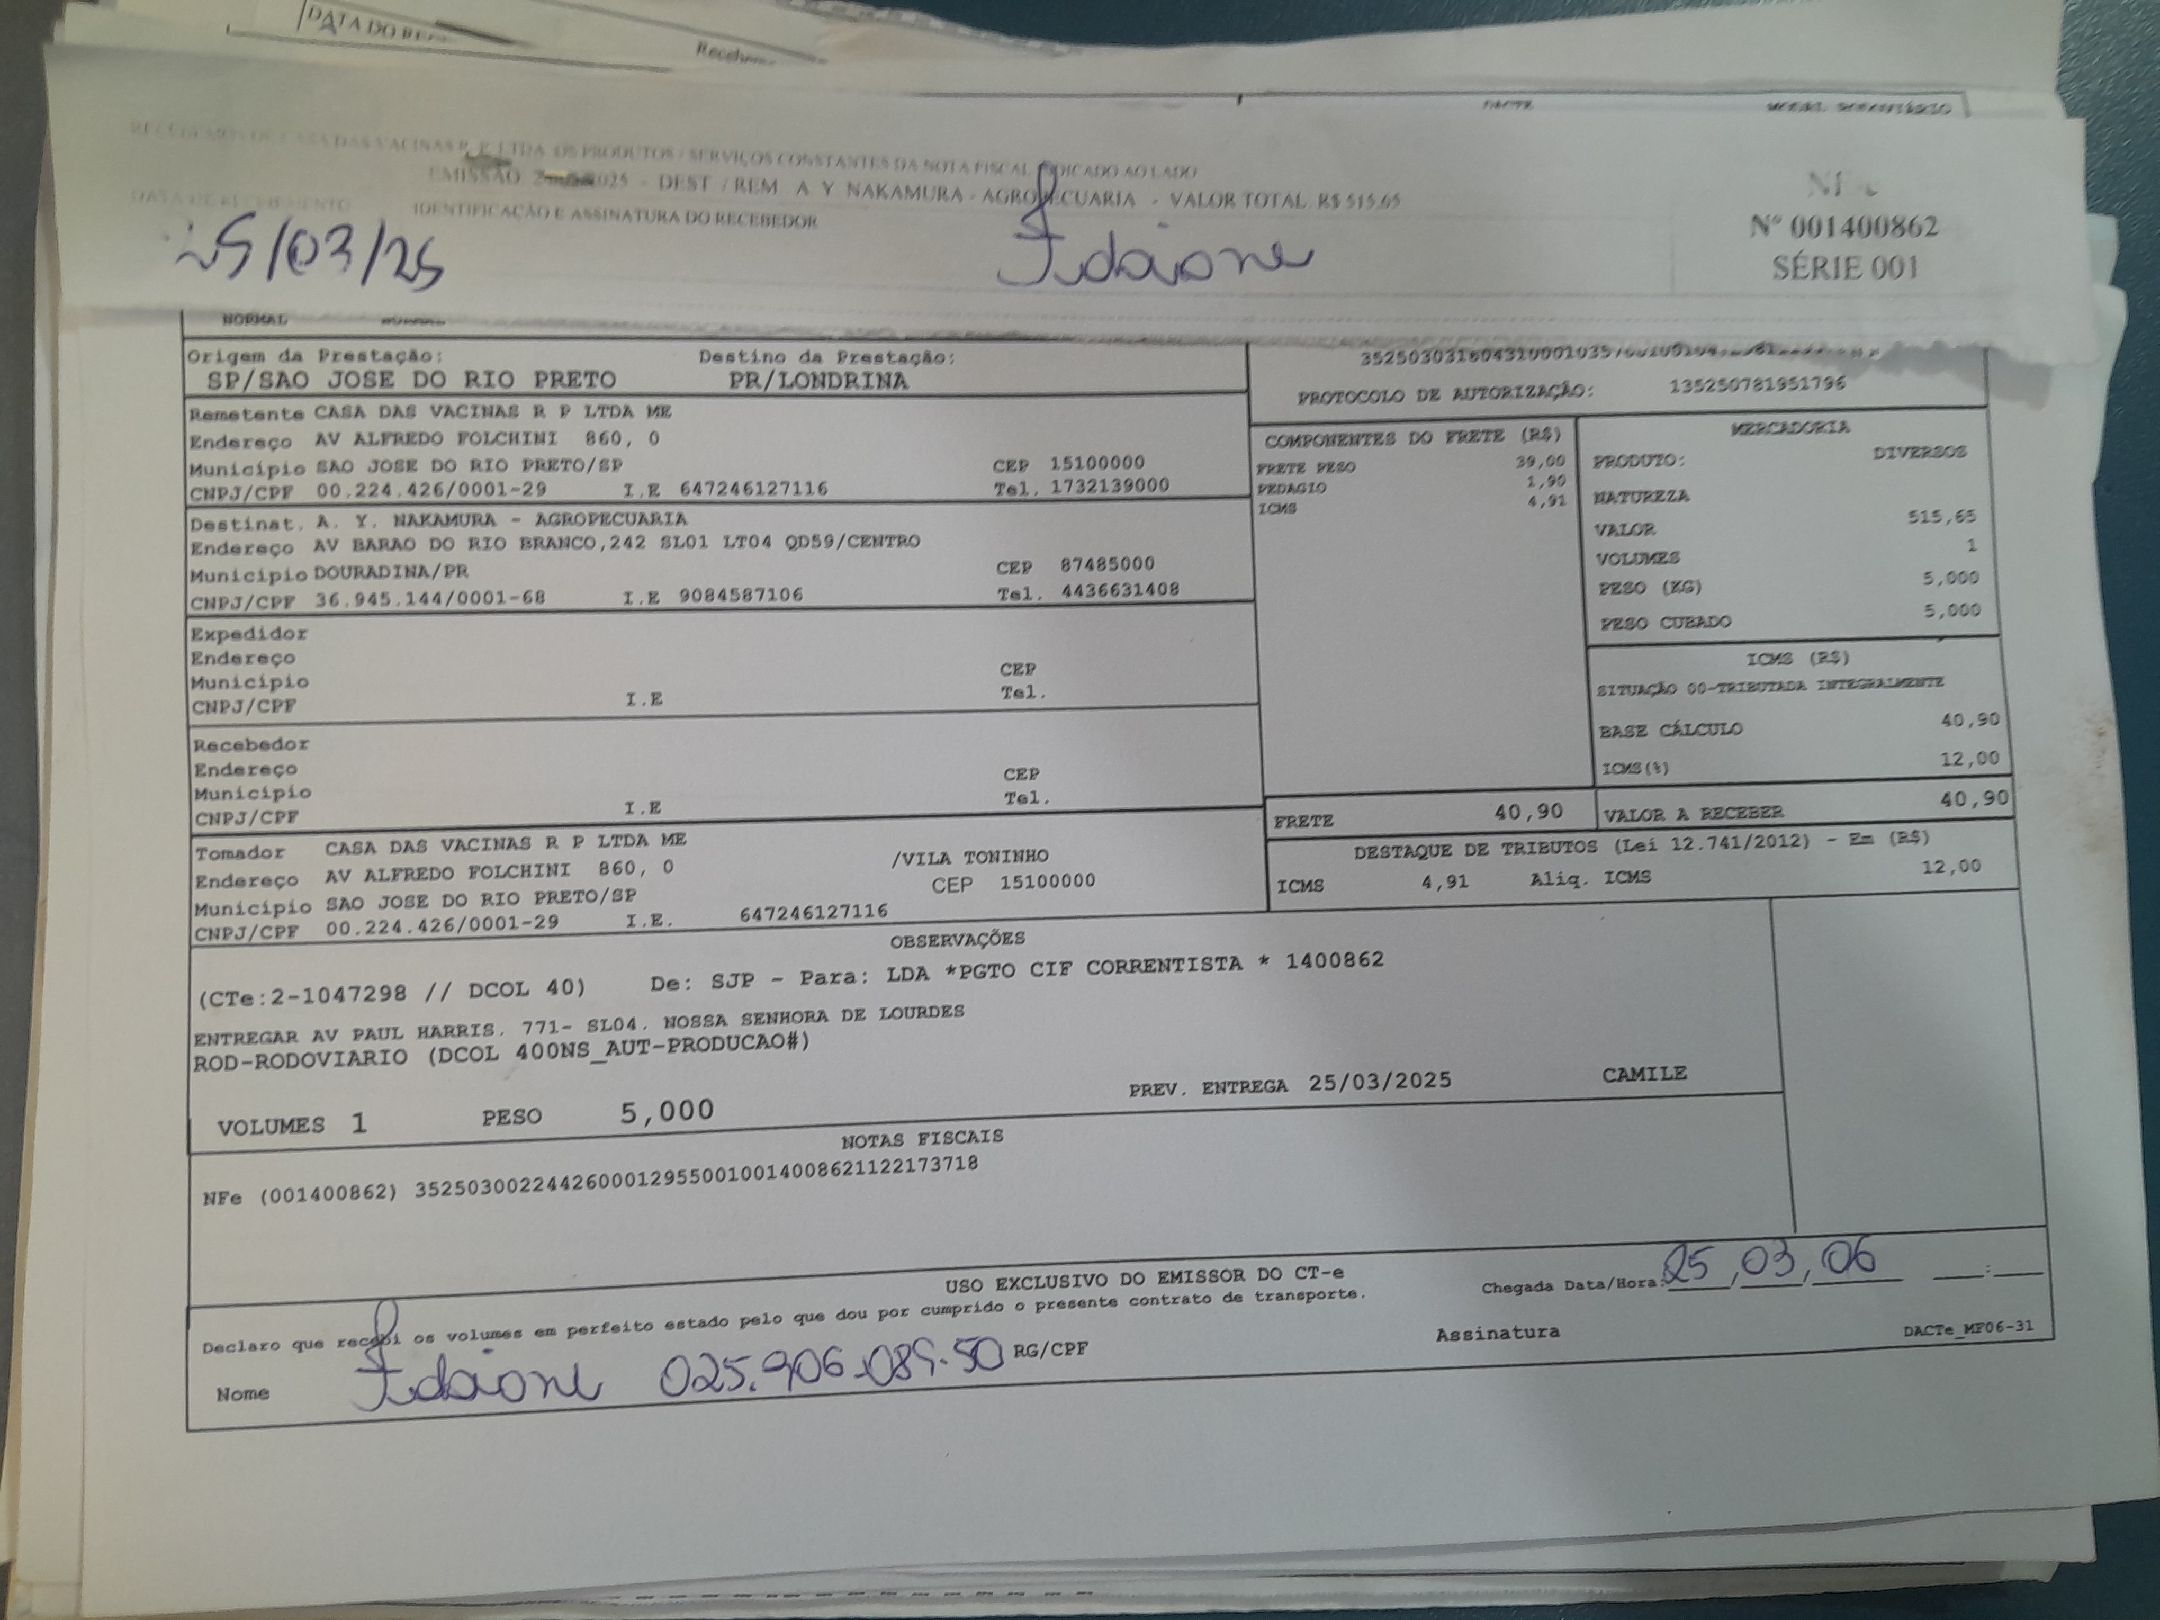 DATA DO
RECEBEMOS DE CASA DAS VACINAS R. P. LTDA OS PRODUTOS / SERVIÇOS CONSTANTES DA NOTA FISCAL INDICADO AO LADO
EMISSÃO 2025 - DEST / REM. A Y NAKAMURA - AGROPECUARIA - VALOR TOTAL R$ 515,65
DATA DE RECEBIMENTO IDENTIFICAÇÃO E ASSINATURA DO RECEBEDOR
25/03/25
Nº 001400862
SÉRIE 001
NORMAL
Origem da Prestação: Destino da Prestação:
SP/SAO JOSE DO RIO PRETO PR/LONDRINA
PROTOCOLO DE AUTORIZAÇÃO: 135250781951796
Remetente CASA DAS VACINAS R P LTDA ME
Endereço AV ALFREDO FOLCHINI 860, 0
Município SAO JOSE DO RIO PRETO/SP CEP 15100000
CNPJ/CPF 00.224.426/0001-29 I.E 647246127116 Tel. 1732139000
Destinat. A. Y. NAKAMURA - AGROPECUARIA
Endereço AV BARAO DO RIO BRANCO,242 SL01 LT04 QD59/CENTRO
Município DOURADINA/PR CEP 87485000
CNPJ/CPF 36.945.144/0001-68 I.E 9084587106 Tel. 4436631408
Expedidor
Endereço
Município CEP
CNPJ/CPF I.E Tel.
Recebedor
Endereço
Município CEP
CNPJ/CPF I.E Tel.
Tomador CASA DAS VACINAS R P LTDA ME
Endereço AV ALFREDO FOLCHINI 860, 0 /VILA TONINHO
Município SAO JOSE DO RIO PRETO/SP CEP 15100000
CNPJ/CPF 00.224.426/0001-29 I.E. 647246127116
COMPONENTES DO FRETE (R$)
FRETE PESO 39,00
PEDAGIO 1,90
ICMS 4,91
MERCADORIA
PRODUTO: DIVERSOS
NATUREZA
VALOR 515,65
VOLUMES 1
PESO (KG) 5,000
PESO CUBADO 5,000
ICMS (R$)
SITUAÇÃO 00-TRIBUTADA INTEGRALMENTE
BASE CÁLCULO 40,90
ICMS(%) 12,00
FRETE 40,90 VALOR A RECEBER 40,90
DESTAQUE DE TRIBUTOS (Lei 12.741/2012) - Em (R$)
ICMS 4,91 Aliq. ICMS 12,00
OBSERVAÇÕES
(CTe:2-1047298 // DCOL 40) De: SJP - Para: LDA *PGTO CIF CORRENTISTA * 1400862
ENTREGAR AV PAUL HARRIS, 771- SL04, NOSSA SENHORA DE LOURDES
ROD-RODOVIARIO (DCOL 400NS_AUT-PRODUCAO#)
PREV. ENTREGA 25/03/2025 CAMILE
VOLUMES 1 PESO 5,000
NOTAS FISCAIS
NFe (001400862) 35250300224426000129550010014008621122173718
USO EXCLUSIVO DO EMISSOR DO CT-e
Chegada Data/Hora: 25,03,06 :
Declaro que recebi os volumes em perfeito estado pelo que dou por cumprido o presente contrato de transporte.
Nome 025.906.089-50 RG/CPF Assinatura DACTe_MF06-31